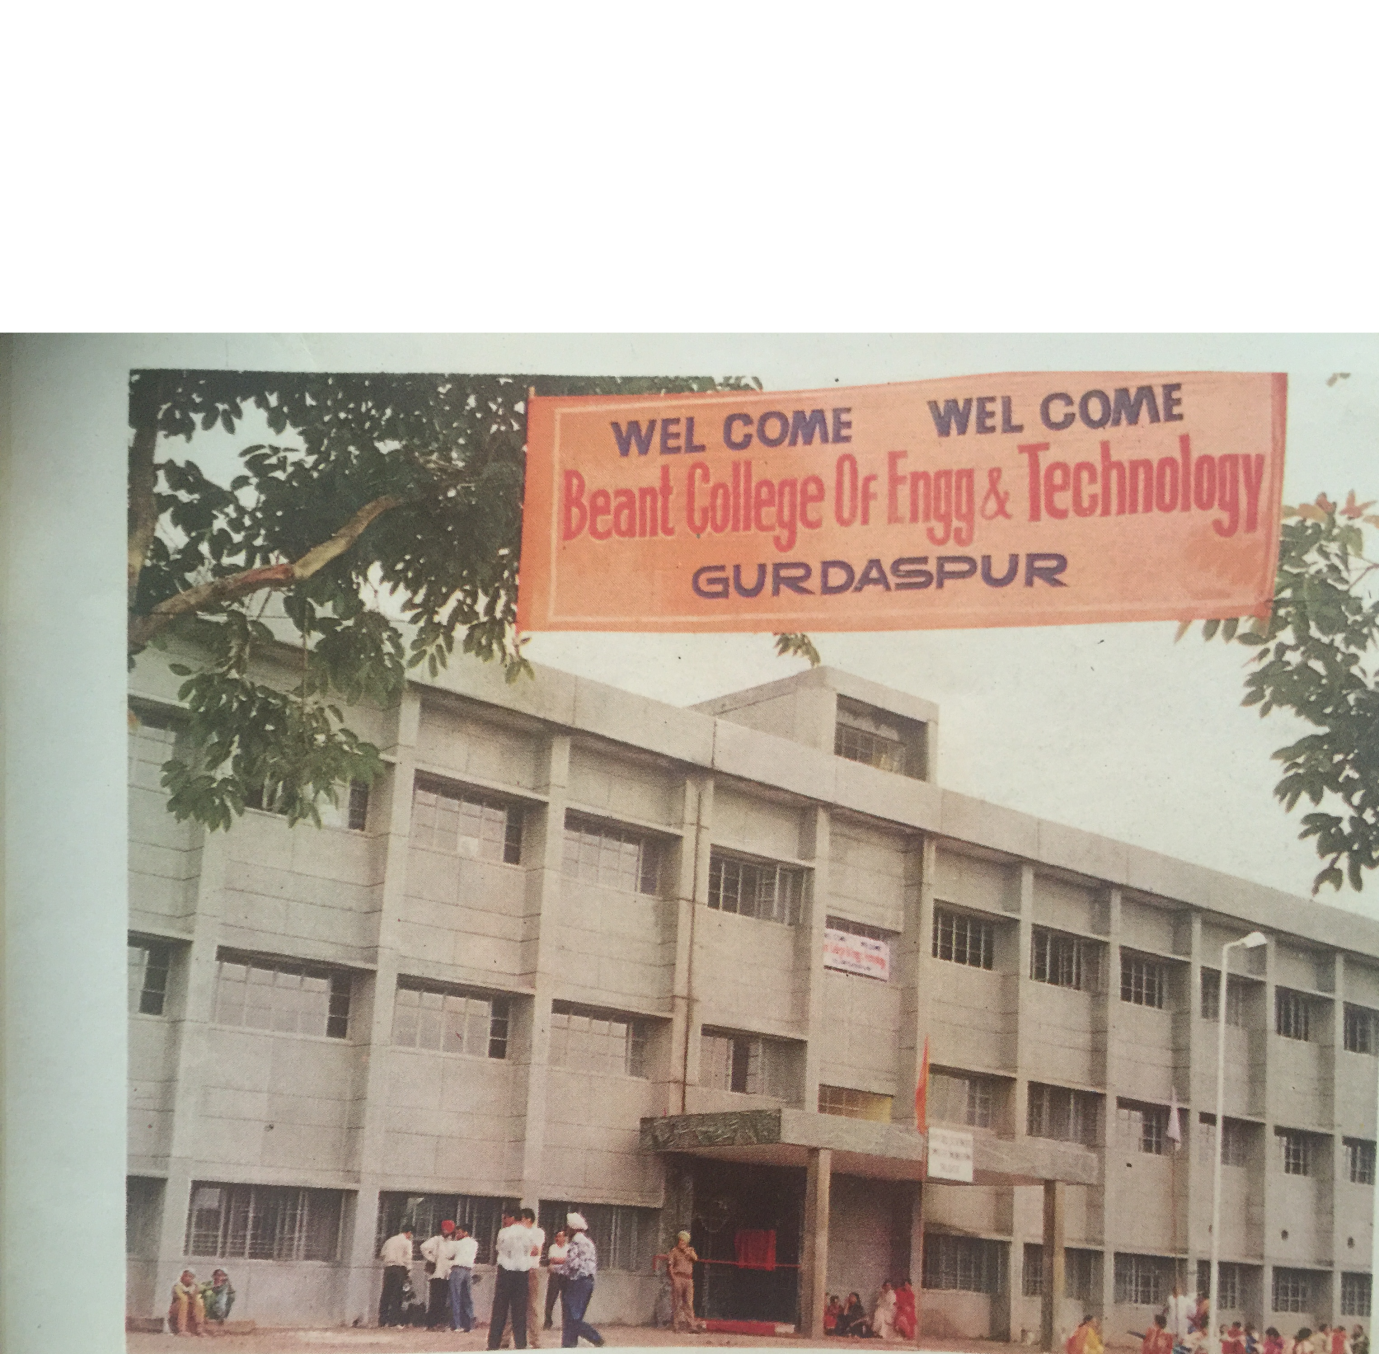 WEL COME WEL COME
Beant College Of Engg & Technology
GURDASPUR